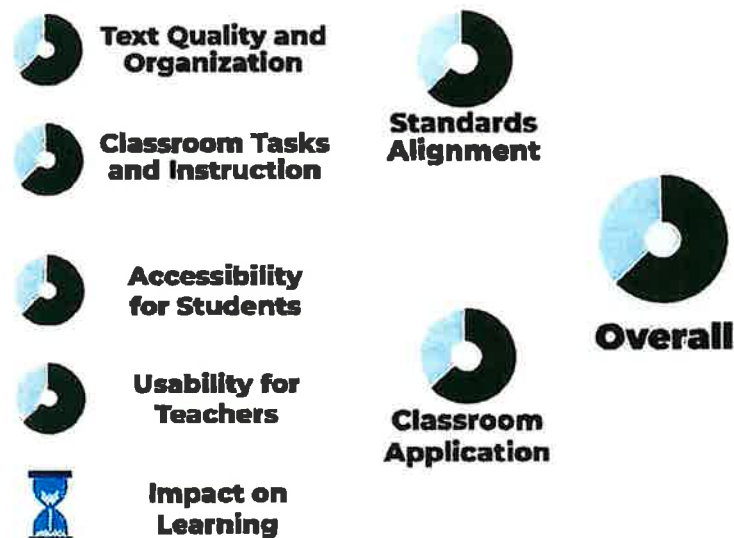 Text Quality and
Organization
Classroom Tasks
and Instruction
Accessibility
for Students
Usability for
Teachers
Impact on
Learning
Standards
Alignment
Classroom
Application
Overall